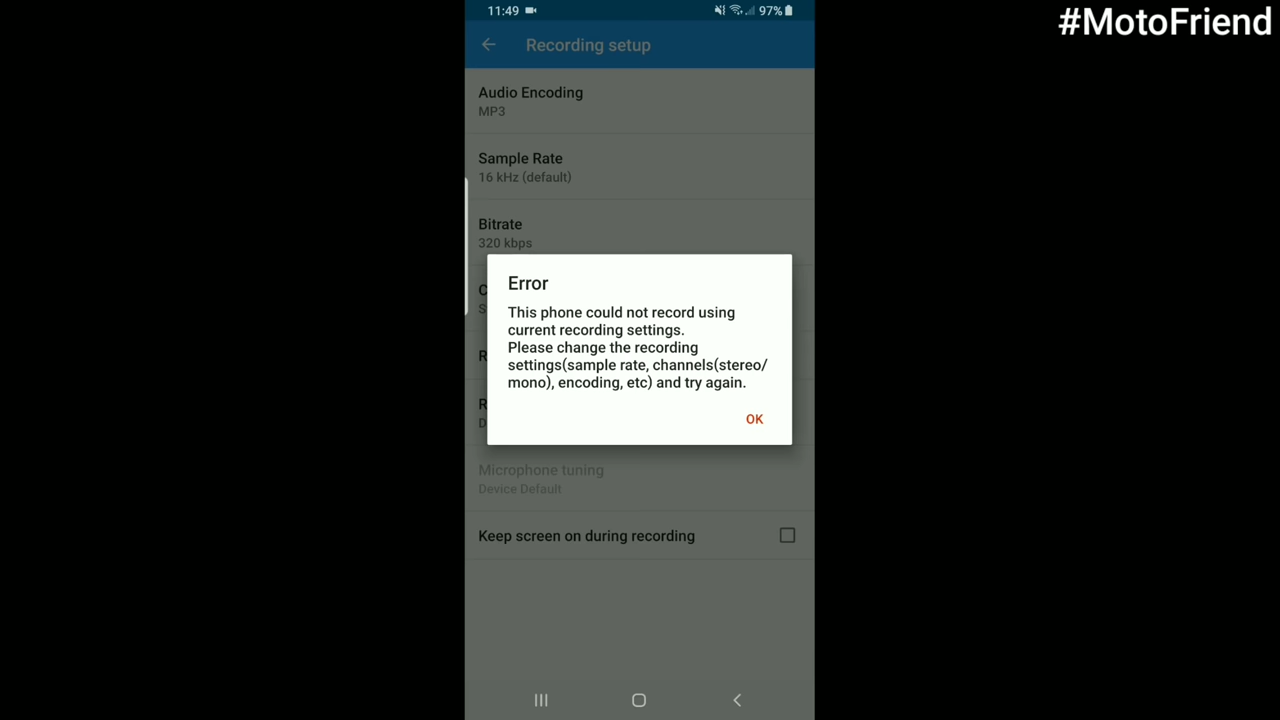 #MotoFriend
11:49
97%
Recording setup
Audio Encoding
MP3
Sample Rate
16 kHz (default)
Bitrate
320 kbps
C
S
R
R
D
Error
This phone could not record using
current recording settings.
Please change the recording
settings(sample rate, channels(stereo/
mono), encoding, etc) and try again.
OK
Microphone tuning
Device Default
Keep screen on during recording